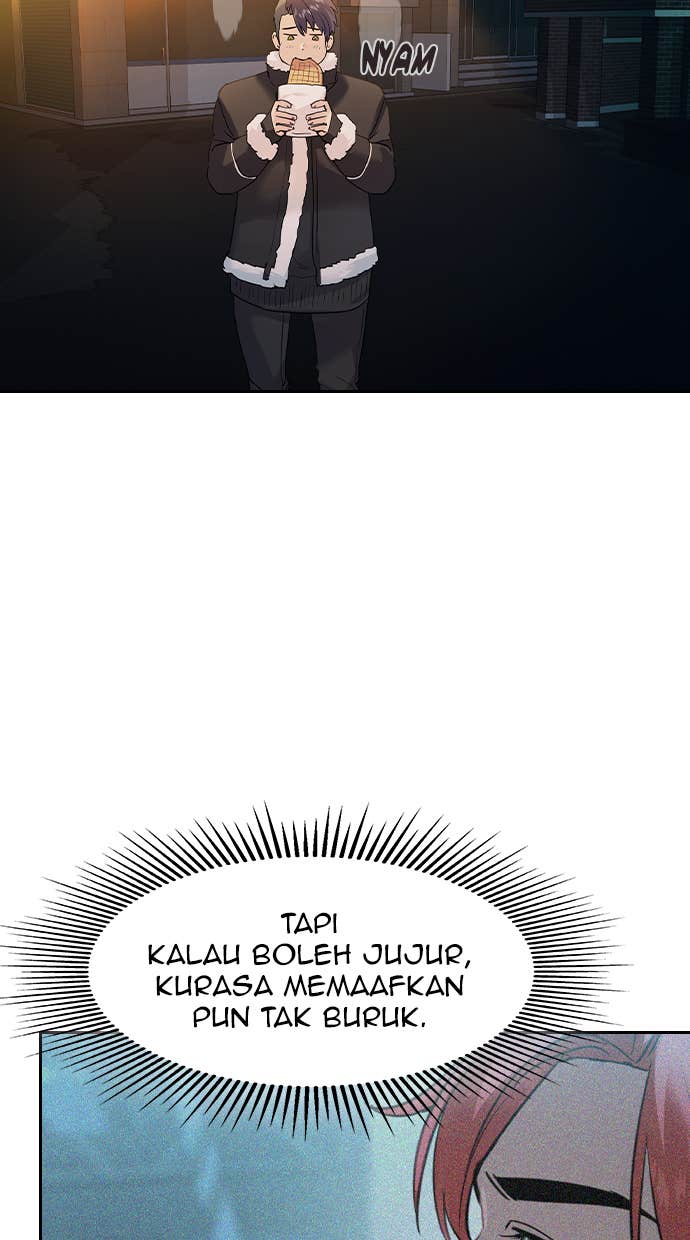 NYAM
TAPI
KALAU BOLEH JUJUR,
KURASA MEMAAFKAN
PUN TAK BURUK.